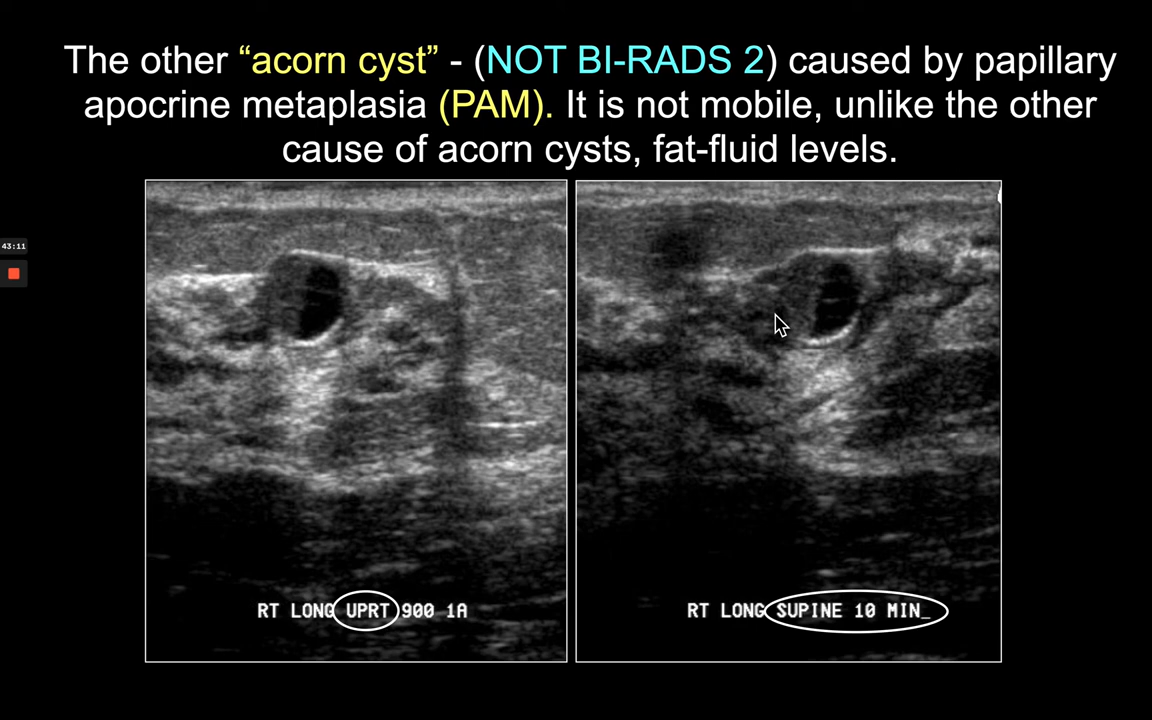 The other “acorn cyst” - (NOT BI-RADS 2) caused by papillary
apocrine metaplasia (PAM). It is not mobile, unlike the other
cause of acorn cysts, fat-fluid levels.
43:11
RT LONG UPRT 900 1A
RT LONG SUPINE 10 MIN_